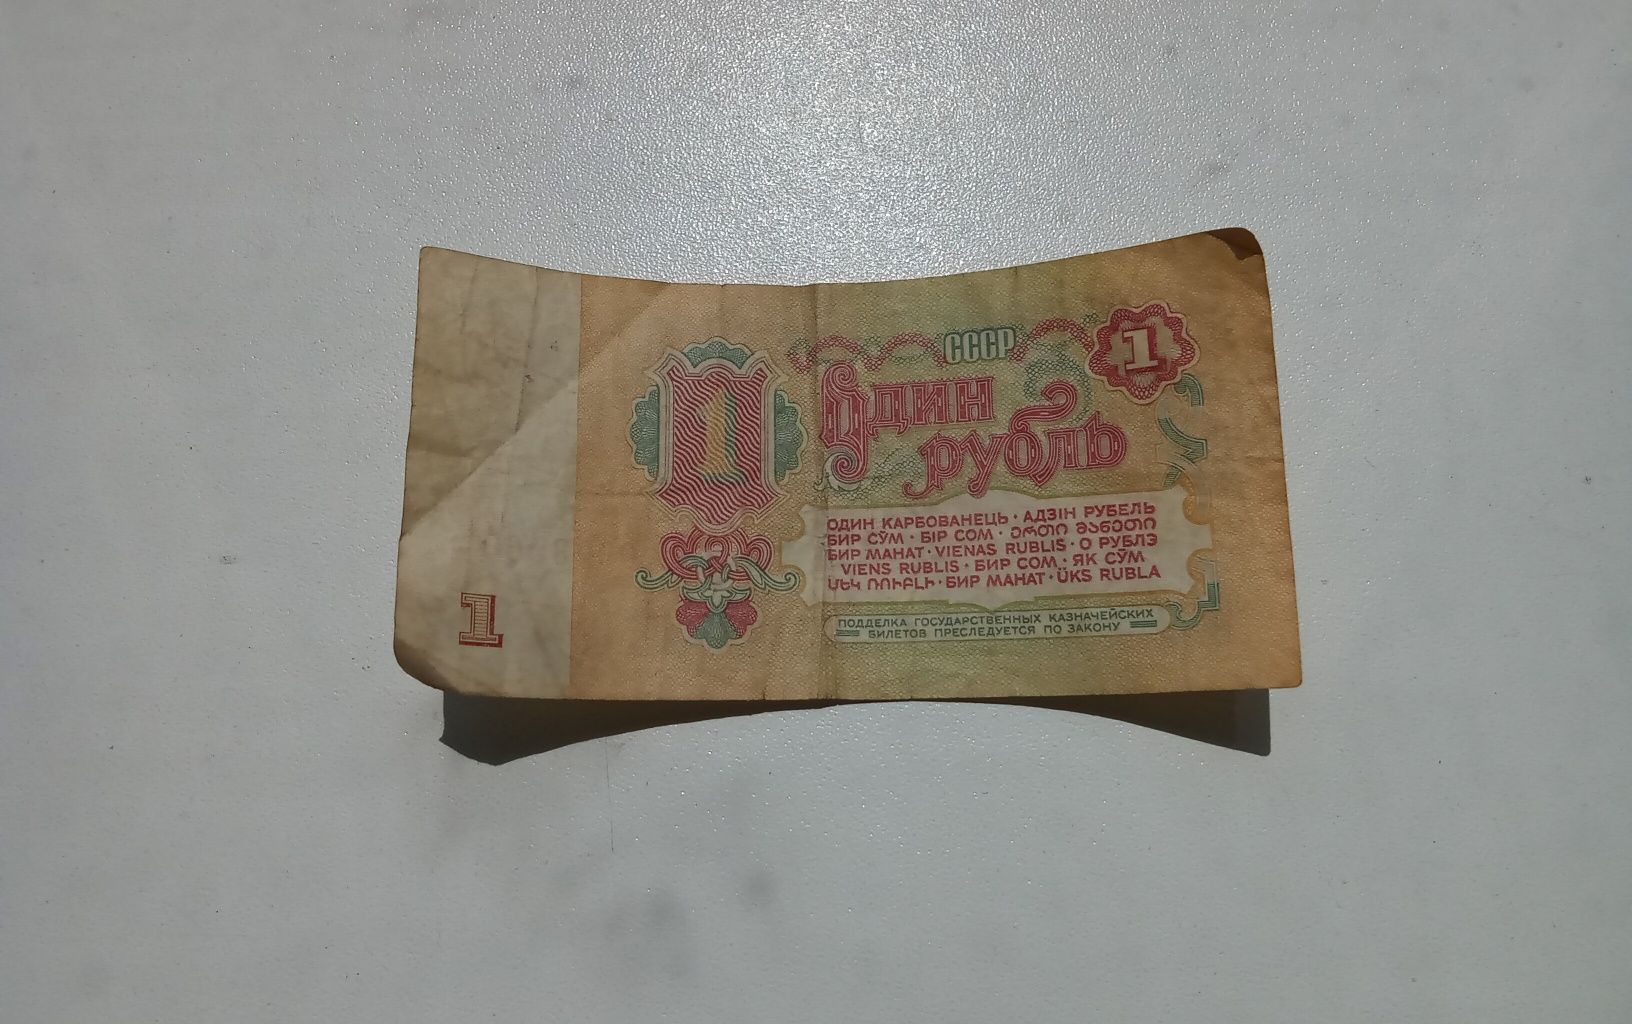 СССР
1
1
Один
рубль
ОДИН КАРБОВАНЕЦЬ · АДЗІН РУБЕЛЬ
БИР СЎМ · БІР СОМ · ᲔᲠᲗᲘ ᲛᲐᲜᲔᲗᲘ
БИР МАНАТ · VIENAS RUBLIS · О РУБЛЭ
VIENS RUBLIS · БИР СОМ · ЯК СӮМ
ՄԵԿ ՌՈՒԲԼԻ · БИР МАНАТ · ÜKS RUBLA
ПОДДЕЛКА ГОСУДАРСТВЕННЫХ КАЗНАЧЕЙСКИХ
БИЛЕТОВ ПРЕСЛЕДУЕТСЯ ПО ЗАКОНУ
1